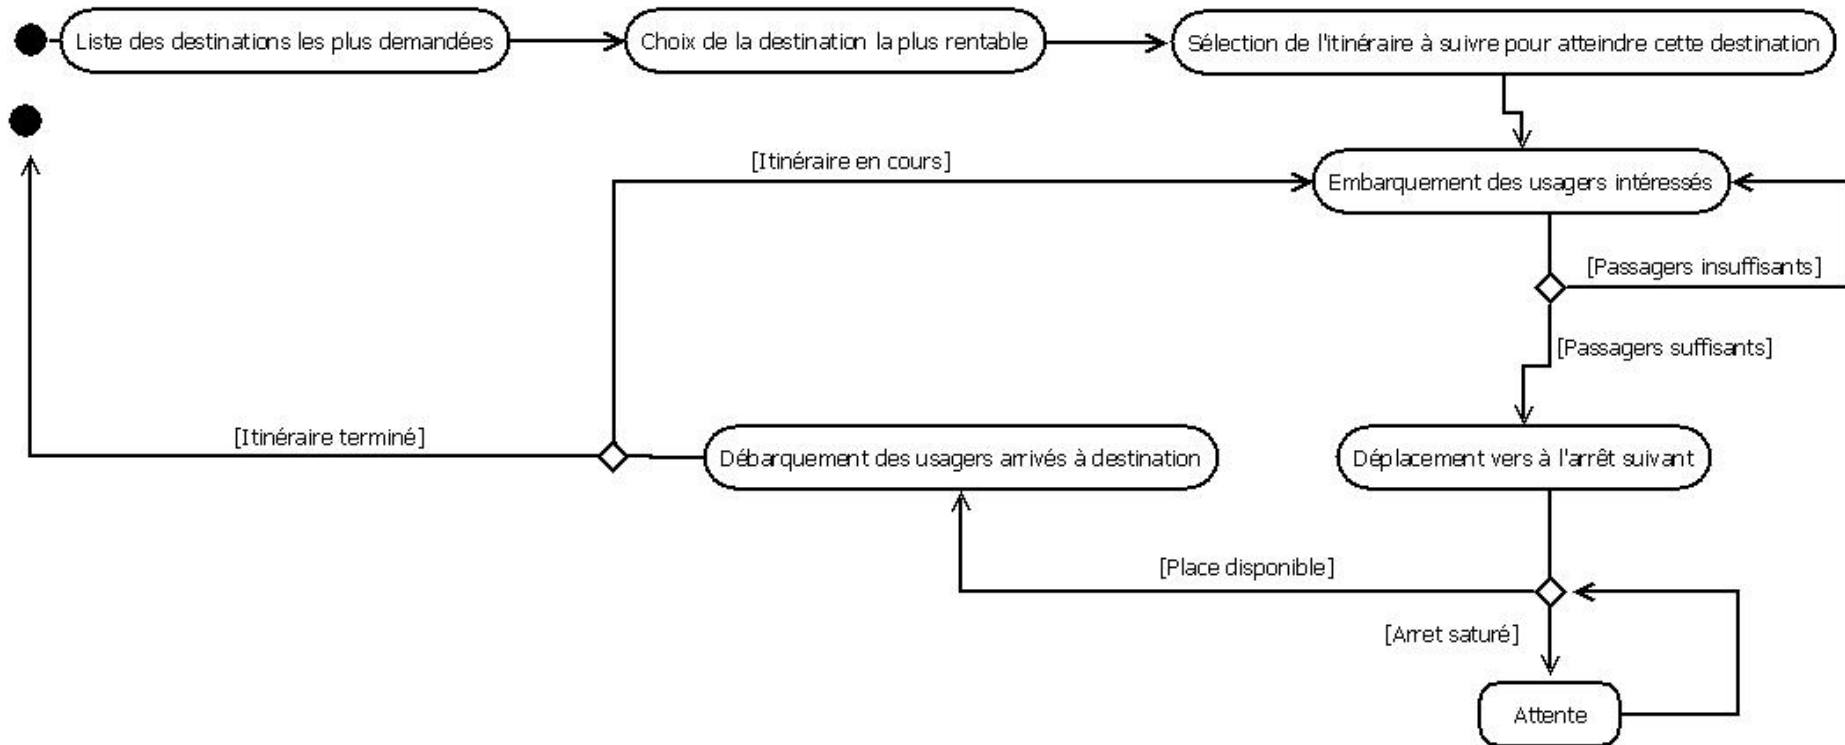 Liste des destinations les plus demandées
Choix de la destination la plus rentable
Sélection de l'itinéraire à suivre pour atteindre cette destination
[Itinéraire en cours]
Embarquement des usagers intéressés
[Passagers insuffisants]
[Passagers suffisants]
[Itinéraire terminé]
Débarquement des usagers arrivés à destination
Déplacement vers à l'arrêt suivant
[Place disponible]
[Arret saturé]
Attente